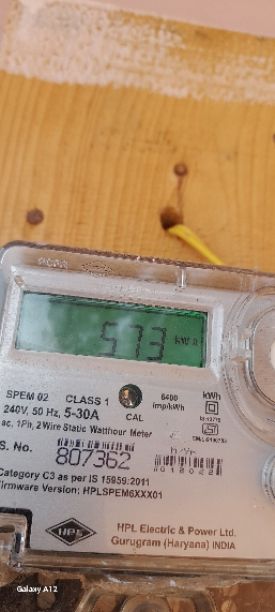 573
SPEM 02 CLASS 1
6400
imp/kWh
kWh
240V, 50 Hz, 5-30A
CAL
ac, 1Ph, 2Wire Static Watthour Meter
S. No. 807362
Category C3 as per IS 15959:2011
Firmware Version: HPLSPEM6XXX01
HPL
HPL Electric & Power Ltd.
Gurugram (Haryana) INDIA
Galaxy A12